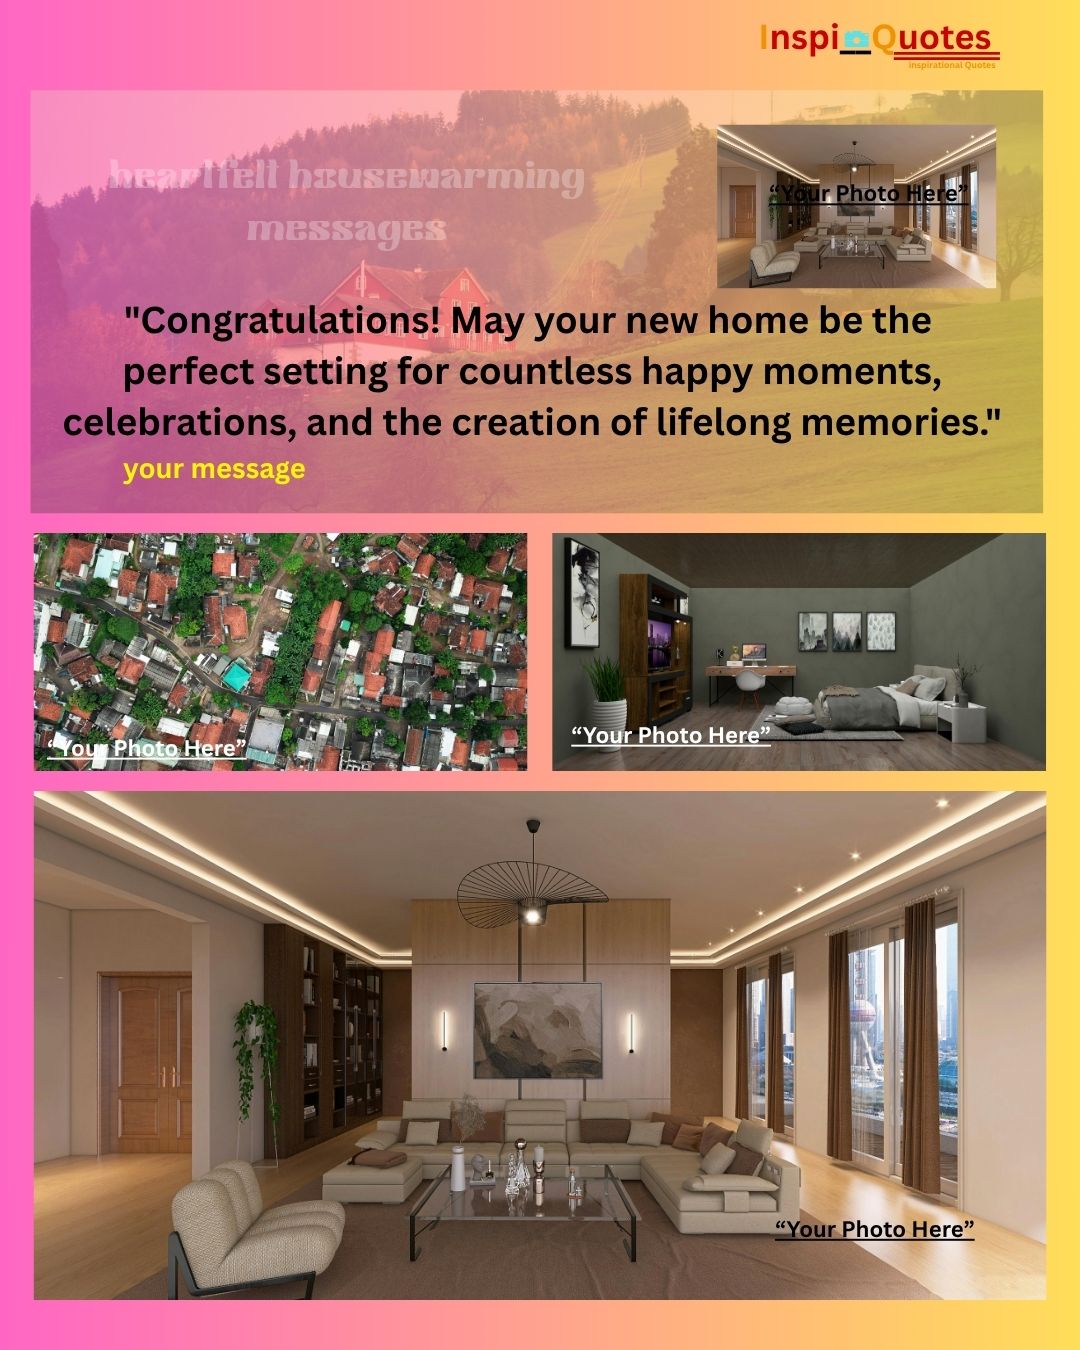 Inspi Quotes
inspirational Quotes
heartfelt housewarming
messages
“Your Photo Here”
"Congratulations! May your new home be the
perfect setting for countless happy moments,
celebrations, and the creation of lifelong memories."
your message
“Your Photo Here”
“Your Photo Here”
“Your Photo Here”